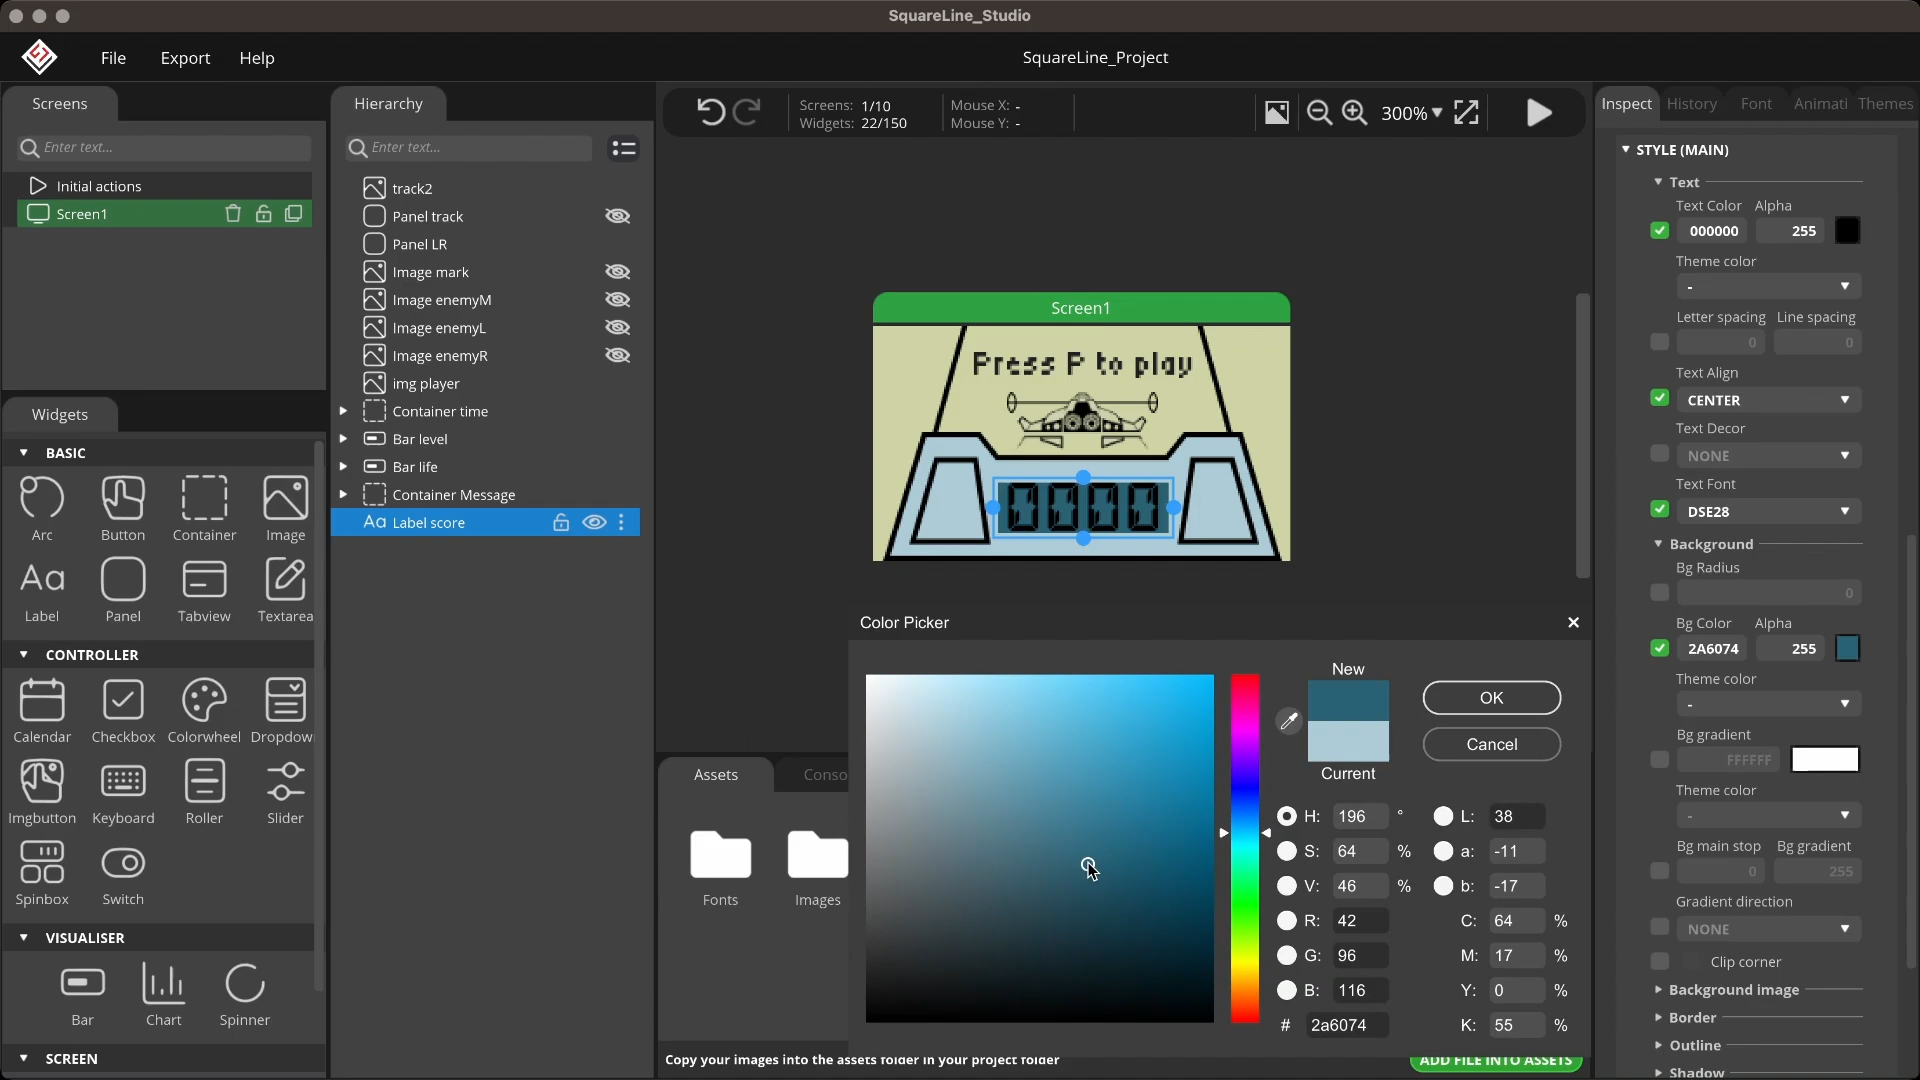 SquareLine_Studio
File
Export
Help
SquareLine_Project
Screens
Enter text...
Initial actions
Screen1
Hierarchy
Enter text...
track2
Panel track
Panel LR
Image mark
Image enemyM
Image enemyL
Image enemyR
img player
Container time
Bar level
Bar life
Container Message
Aa Label score
Screens: 1/10
Widgets: 22/150
Mouse X: -
Mouse Y: -
300%
Screen1
Press P to play
Widgets
BASIC
Arc
Button
Container
Image
Aa
Label
Panel
Tabview
Textarea
CONTROLLER
Calendar
Checkbox
Colorwheel
Dropdow
Imgbutton
Keyboard
Roller
Slider
Spinbox
Switch
VISUALISER
Bar
Chart
Spinner
SCREEN
Assets
Conso
Fonts
Images
Copy your images into the assets folder in your project folder
ADD FILE INTO ASSETS
Color Picker
New
Current
OK
Cancel
H: 196 °
S: 64 %
V: 46 %
R: 42
G: 96
B: 116
# 2a6074
L: 38
a: -11
b: -17
C: 64 %
M: 17 %
Y: 0 %
K: 55 %
Inspect
History
Font
Animati
Themes
STYLE (MAIN)
Text
Text Color Alpha
000000 255
Theme color
-
Letter spacing Line spacing
0 0
Text Align
CENTER
Text Decor
NONE
Text Font
DSE28
Background
Bg Radius
0
Bg Color Alpha
2A6074 255
Theme color
-
Bg gradient
FFFFFF
Theme color
-
Bg main stop Bg gradient
0 255
Gradient direction
NONE
Clip corner
Background image
Border
Outline
Shadow